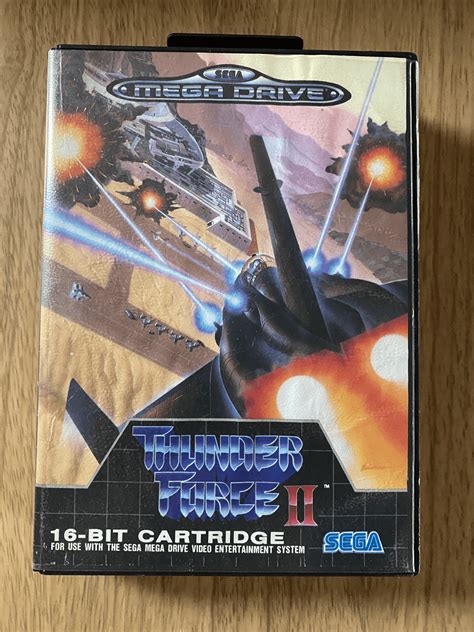 SEGA
MEGA DRIVE
THUNDER
FORCE II™
16-BIT CARTRIDGE
FOR USE WITH THE SEGA MEGA DRIVE VIDEO ENTERTAINMENT SYSTEM
SEGA